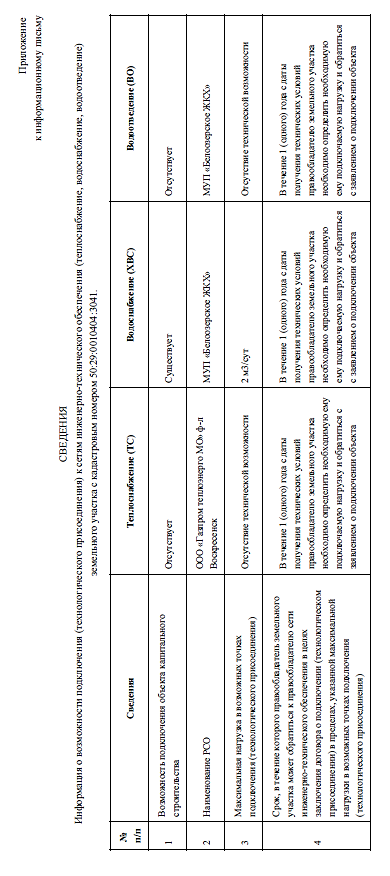 Приложение
к информационному письму
СВЕДЕНИЯ
Информация о возможности подключения (технологического присоединения) к сетям инженерно-технического обеспечения (теплоснабжение, водоснабжение, водоотведение)
земельного участка с кадастровым номером 50:29:0010404:3041.
№
п/п
Сведения
Теплоснабжение (ТС)
Водоснабжение (ХВС)
Водоотведение (ВО)
1
Возможность подключения объекта капитального
строительства
Отсутствует
Существует
Отсутствует
2
Наименование РСО
ООО «Газпром теплоэнерго МО» ф-л
Воскресенск
МУП «Белоозерское ЖКХ»
МУП «Белоозерское ЖКХ»
3
Максимальная нагрузка в возможных точках
подключения (технологического присоединения)
Отсутствие технической возможности
2 м3/сут
Отсутствие технической возможности
4
Срок, в течение которого правообладатель земельного
участка может обратиться к правообладателю сети
инженерно-технического обеспечения в целях
заключения договора о подключении (технологическом
присоединении) в пределах, указанной максимальной
нагрузки в возможных точках подключения
(технологического присоединения)
В течение 1 (одного) года с даты
получения технических условий
правообладателю земельного участка
необходимо определить необходимую ему
подключаемую нагрузку и обратиться с
заявлением о подключении объекта
В течение 1 (одного) года с даты
получения технических условий
правообладателю земельного участка
необходимо определить необходимую
ему подключаемую нагрузку и обратиться
с заявлением о подключении объекта
В течение 1 (одного) года с даты
получения технических условий
правообладателю земельного участка
необходимо определить необходимую
ему подключаемую нагрузку и обратиться
с заявлением о подключении объекта